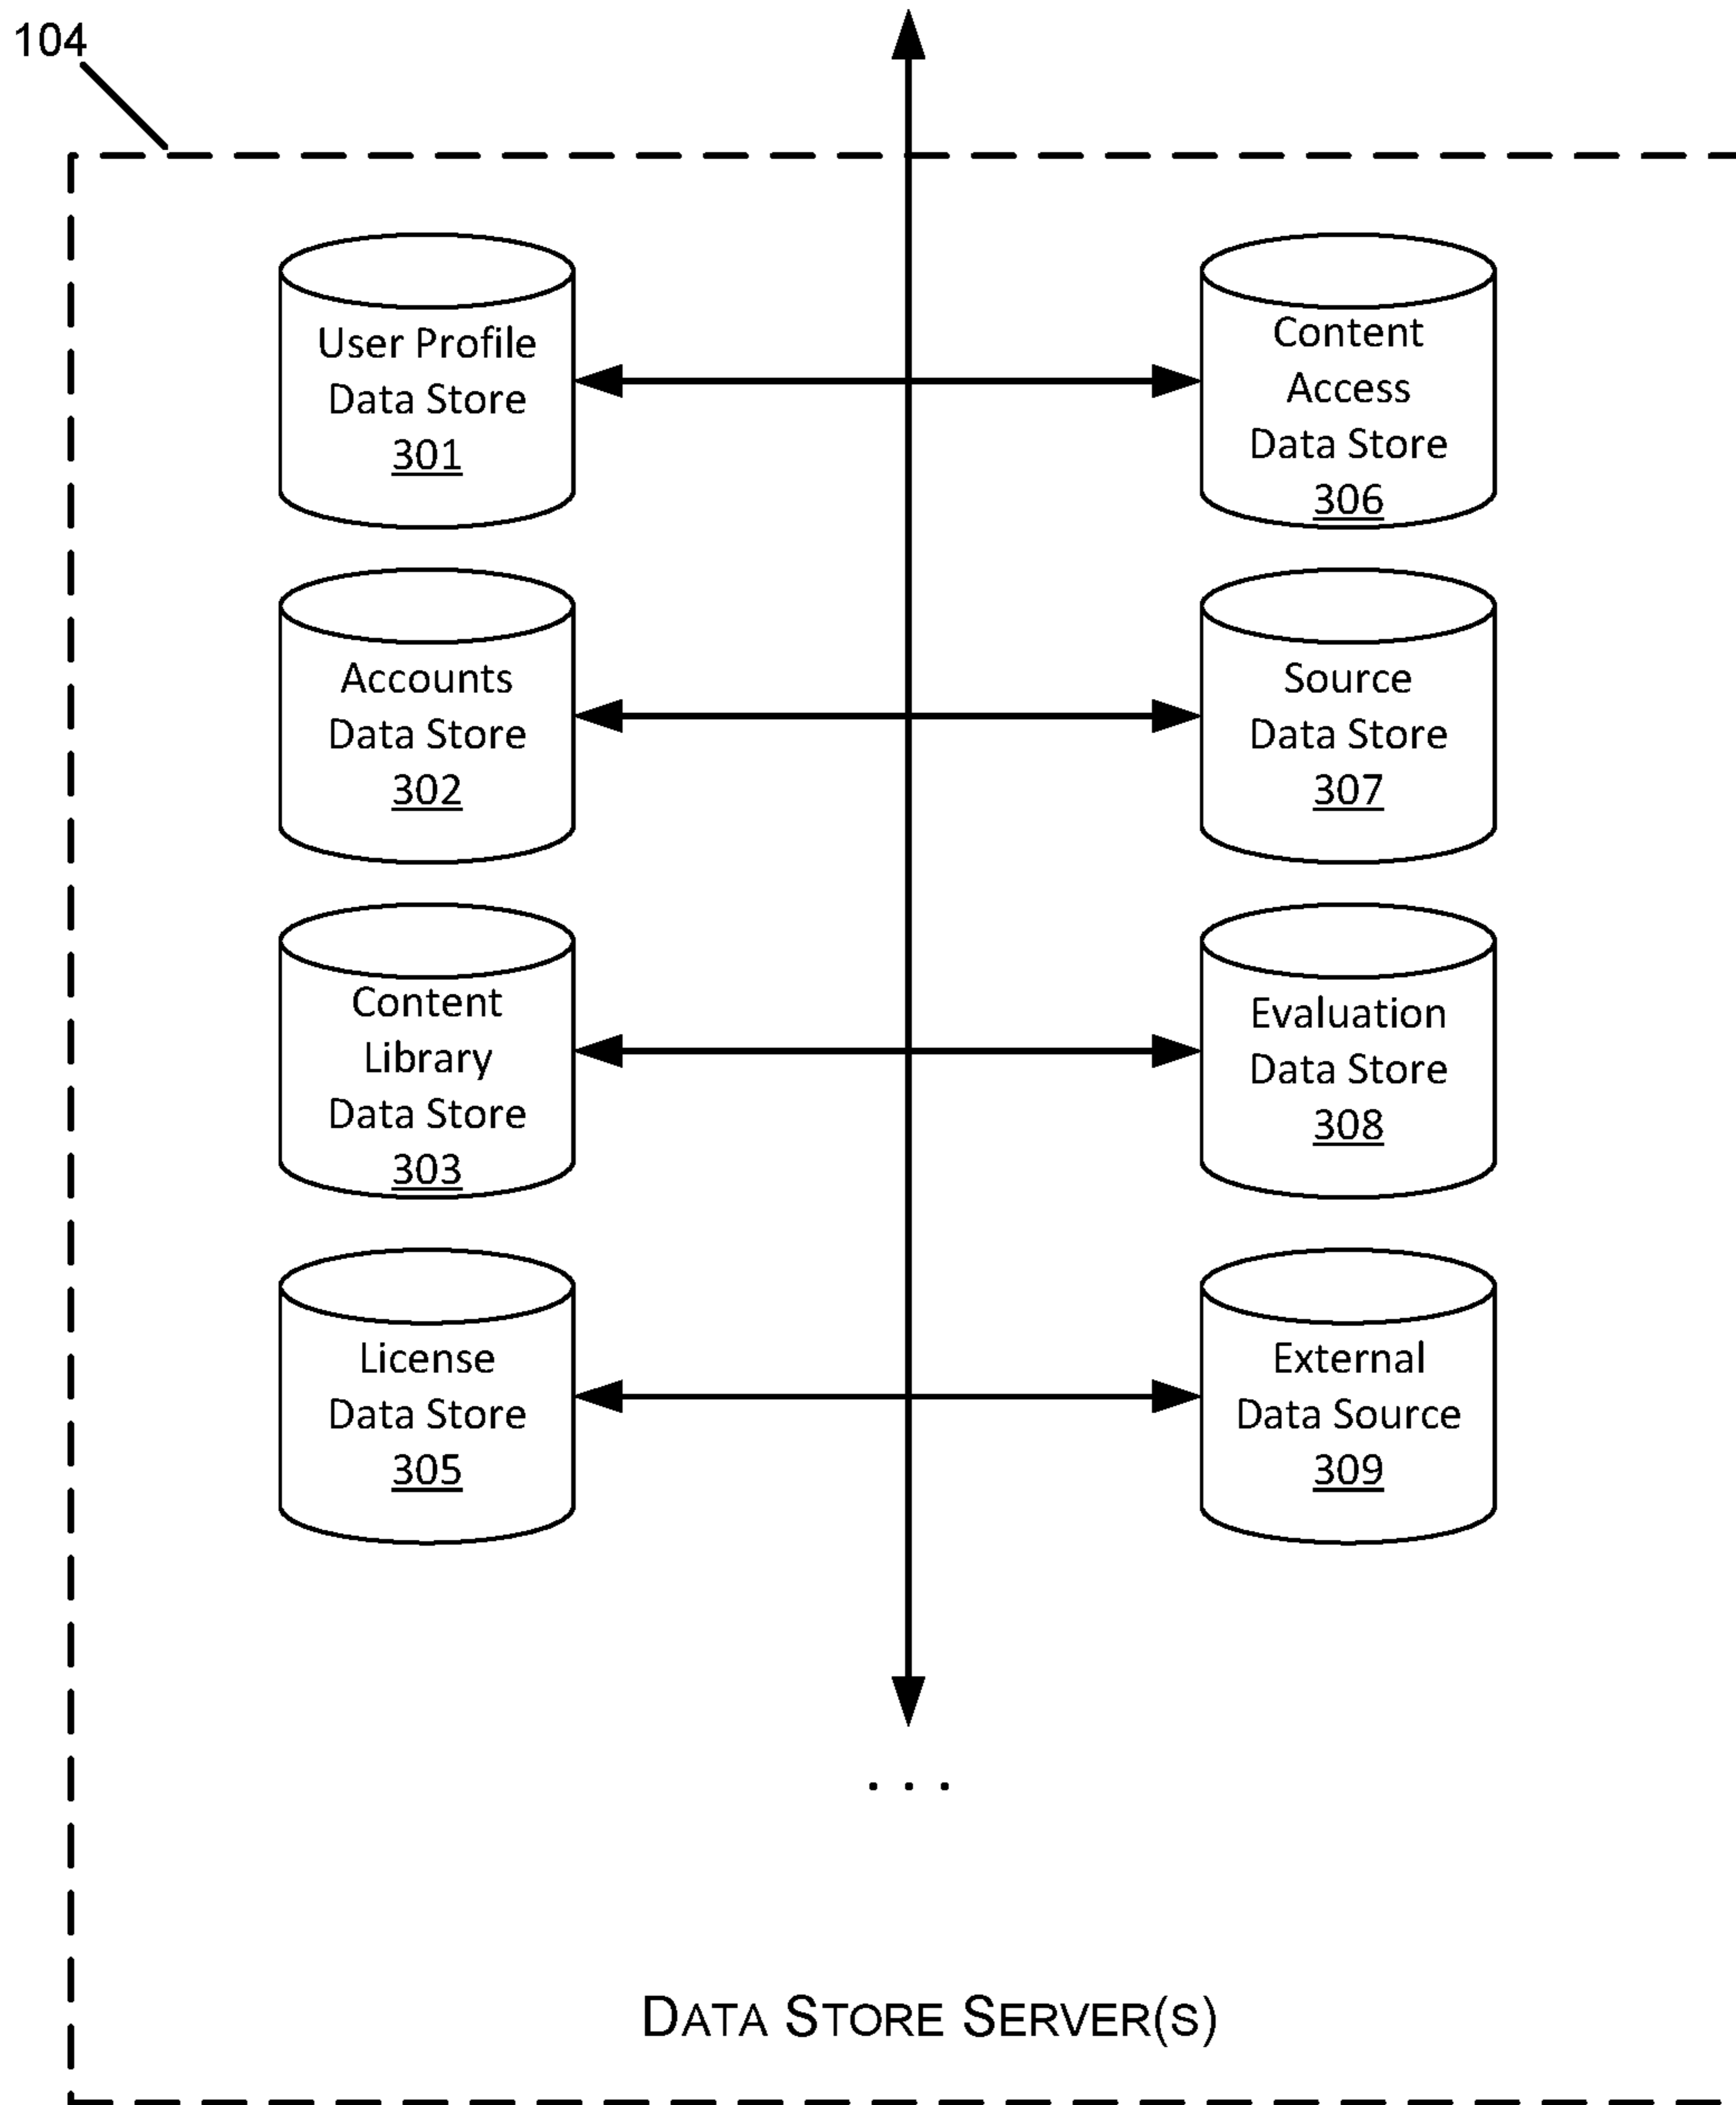 104
User Profile
Data Store
301
Content
Access
Data Store
306
Accounts
Data Store
302
Source
Data Store
307
Content
Library
Data Store
303
Evaluation
Data Store
308
License
Data Store
305
External
Data Source
309
. . .
DATA STORE SERVER(S)